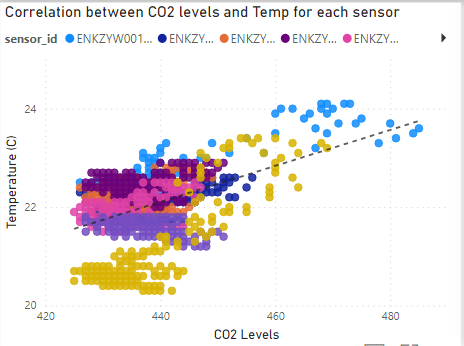 Correlation between CO2 levels and Temp for each sensor
sensor_id ENKZYW001... ENKZY... ENKZY... ENKZY... ENKZY...
24
22
20
Temperature (C)
420 440 460 480
CO2 Levels